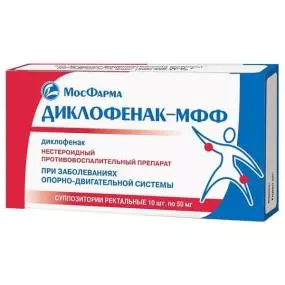 МОСФАРМА
ДИКЛОФЕНАК-МФФ
диклофенак
НЕСТЕРОИДНЫЙ
ПРОТИВОВОСПАЛИТЕЛЬНЫЙ ПРЕПАРАТ
ПРИ ЗАБОЛЕВАНИЯХ
ОПОРНО-ДВИГАТЕЛЬНОЙ СИСТЕМЫ
СУППОЗИТОРИИ РЕКТАЛЬНЫЕ 10 ШТ. ПО 50 МГ